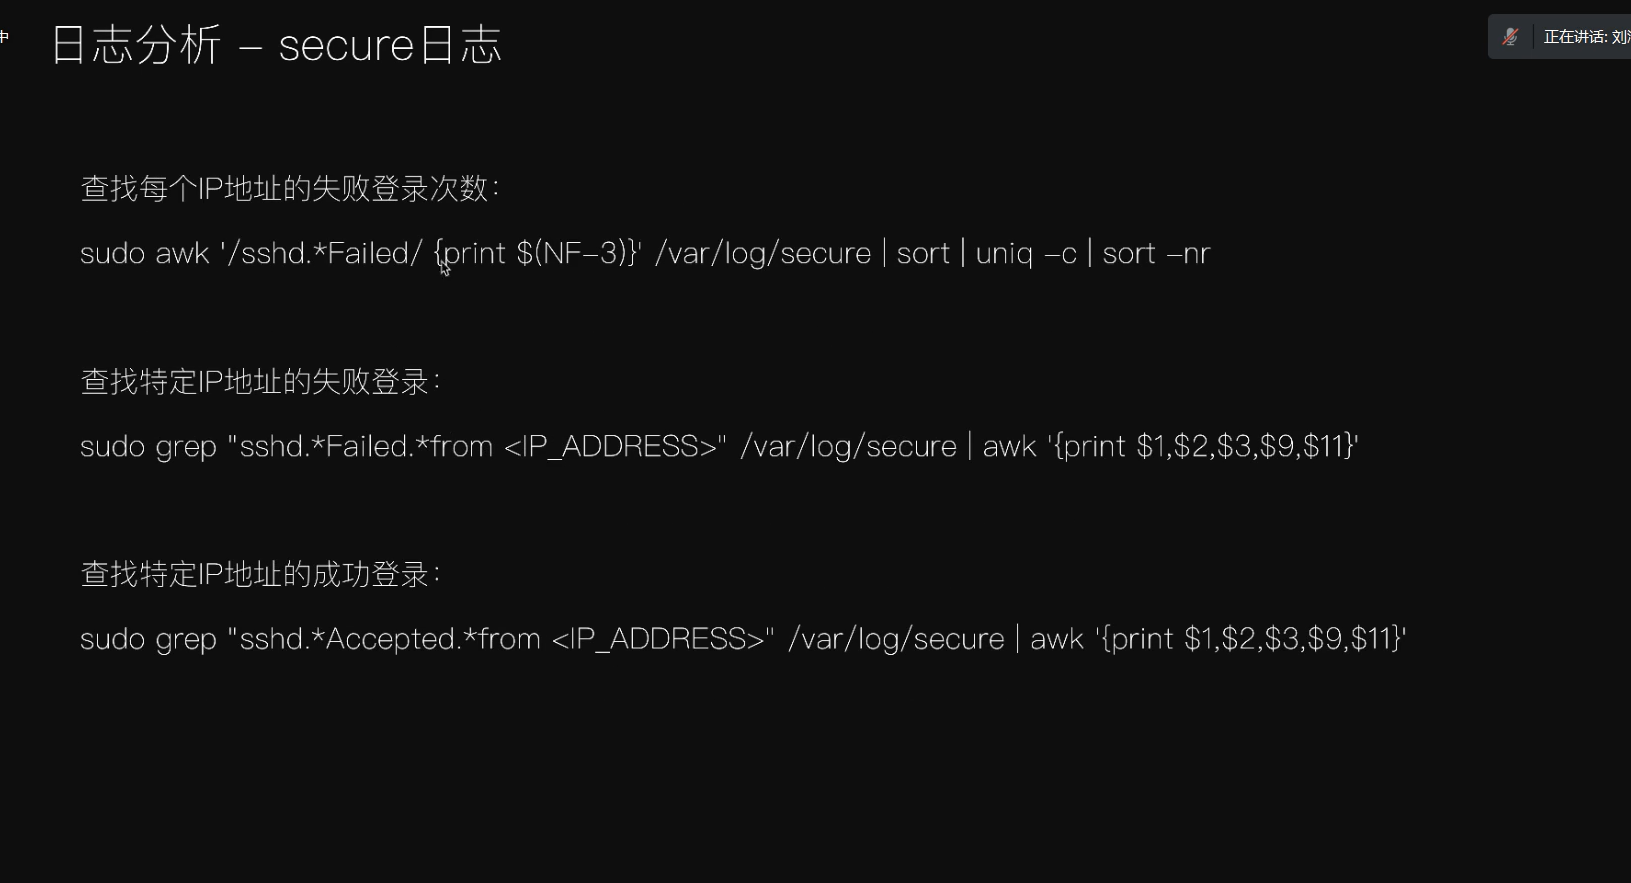 中
日志分析 – secure日志
正在讲话: 刘
查找每个IP地址的失败登录次数：
sudo awk '/sshd.*Failed/ {print $(NF–3)}' /var/log/secure | sort | uniq –c | sort –nr
查找特定IP地址的失败登录：
sudo grep "sshd.*Failed.*from <IP_ADDRESS>" /var/log/secure | awk '{print $1,$2,$3,$9,$11}'
查找特定IP地址的成功登录：
sudo grep "sshd.*Accepted.*from <IP_ADDRESS>" /var/log/secure | awk '{print $1,$2,$3,$9,$11}'